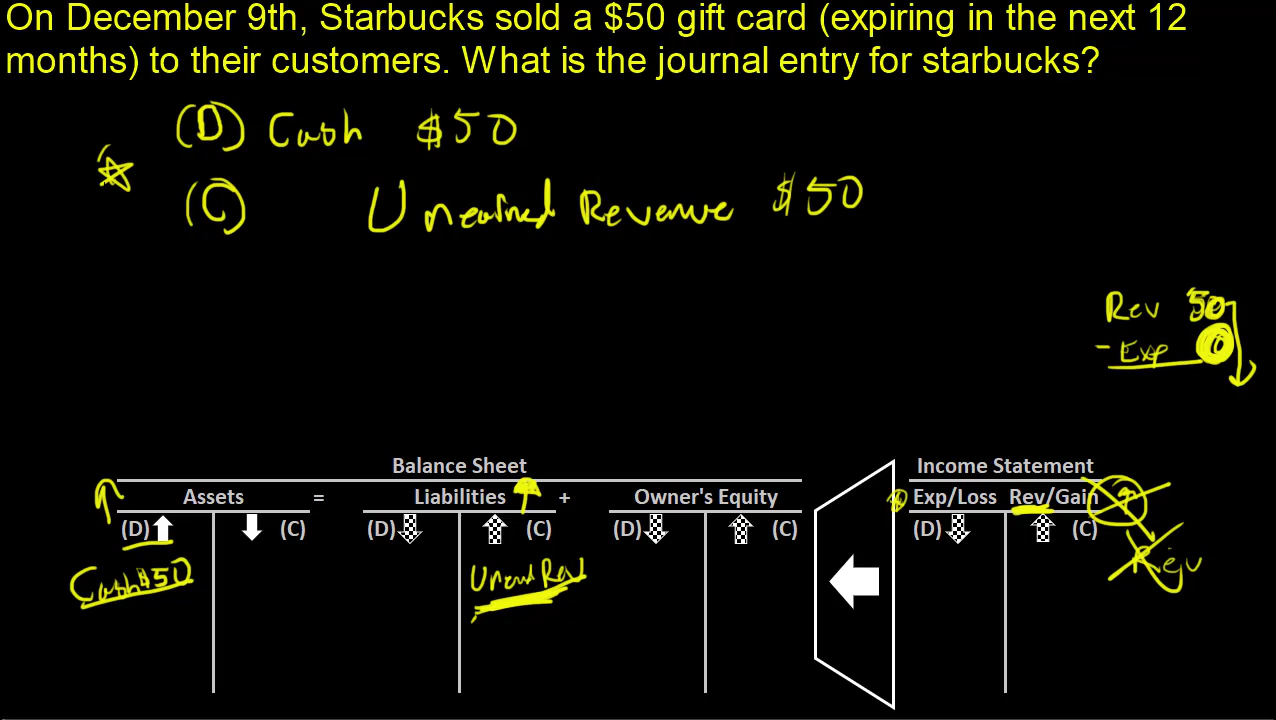 On December 9th, Starbucks sold a $50 gift card (expiring in the next 12
months) to their customers. What is the journal entry for starbucks?
(D) Cash $50
(C) Unearned Revenue $50
Rev 50
- Exp 0
Balance Sheet
Income Statement
Assets = Liabilities + Owner's Equity
Exp/Loss Rev/Gain
(D) (C) (D) (C) (D) (C) (D) (C)
Cash $50
Rev